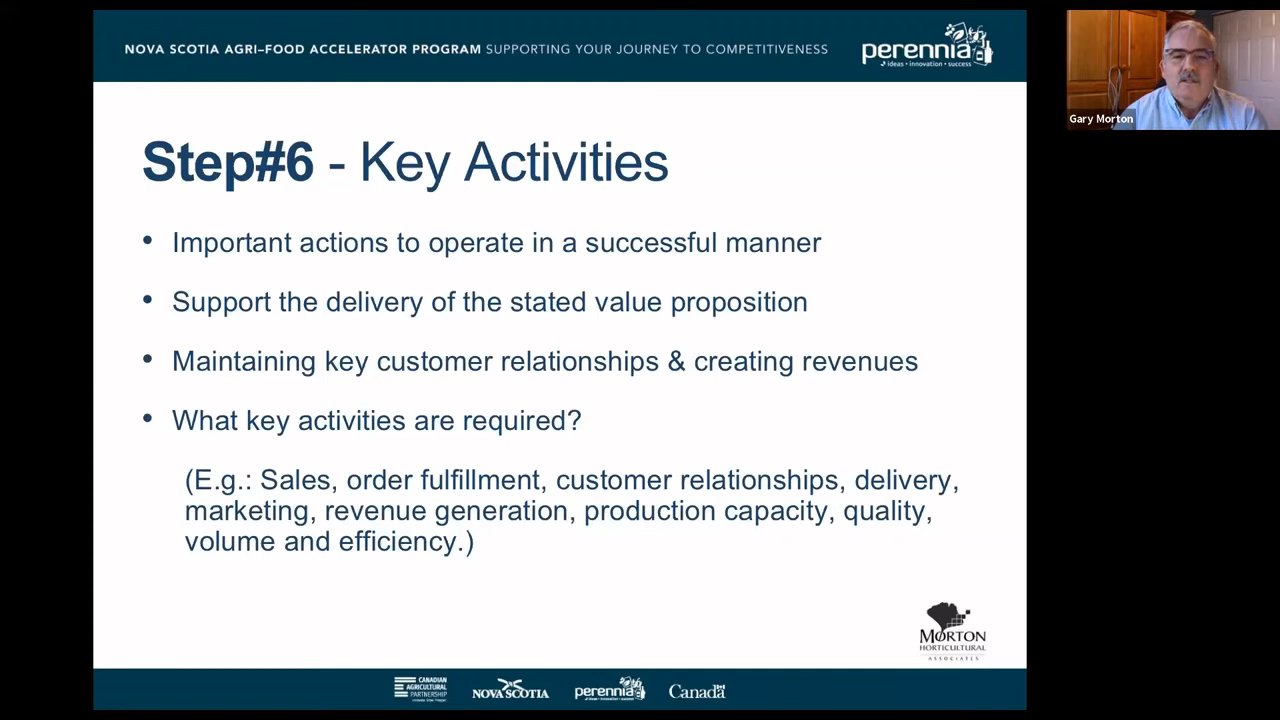 NOVA SCOTIA AGRI–FOOD ACCELERATOR PROGRAM SUPPORTING YOUR JOURNEY TO COMPETITIVENESS
perennia
ideas • innovation • success
Gary Morton
Step#6 - Key Activities
• Important actions to operate in a successful manner
• Support the delivery of the stated value proposition
• Maintaining key customer relationships & creating revenues
• What key activities are required?
(E.g.: Sales, order fulfillment, customer relationships, delivery,
marketing, revenue generation, production capacity, quality,
volume and efficiency.)
MORTON
HORTICULTURAL
ASSOCIATES
CANADIAN
AGRICULTURAL
PARTNERSHIP
NOVA SCOTIA
perennia
ideas • innovation • success
Canada